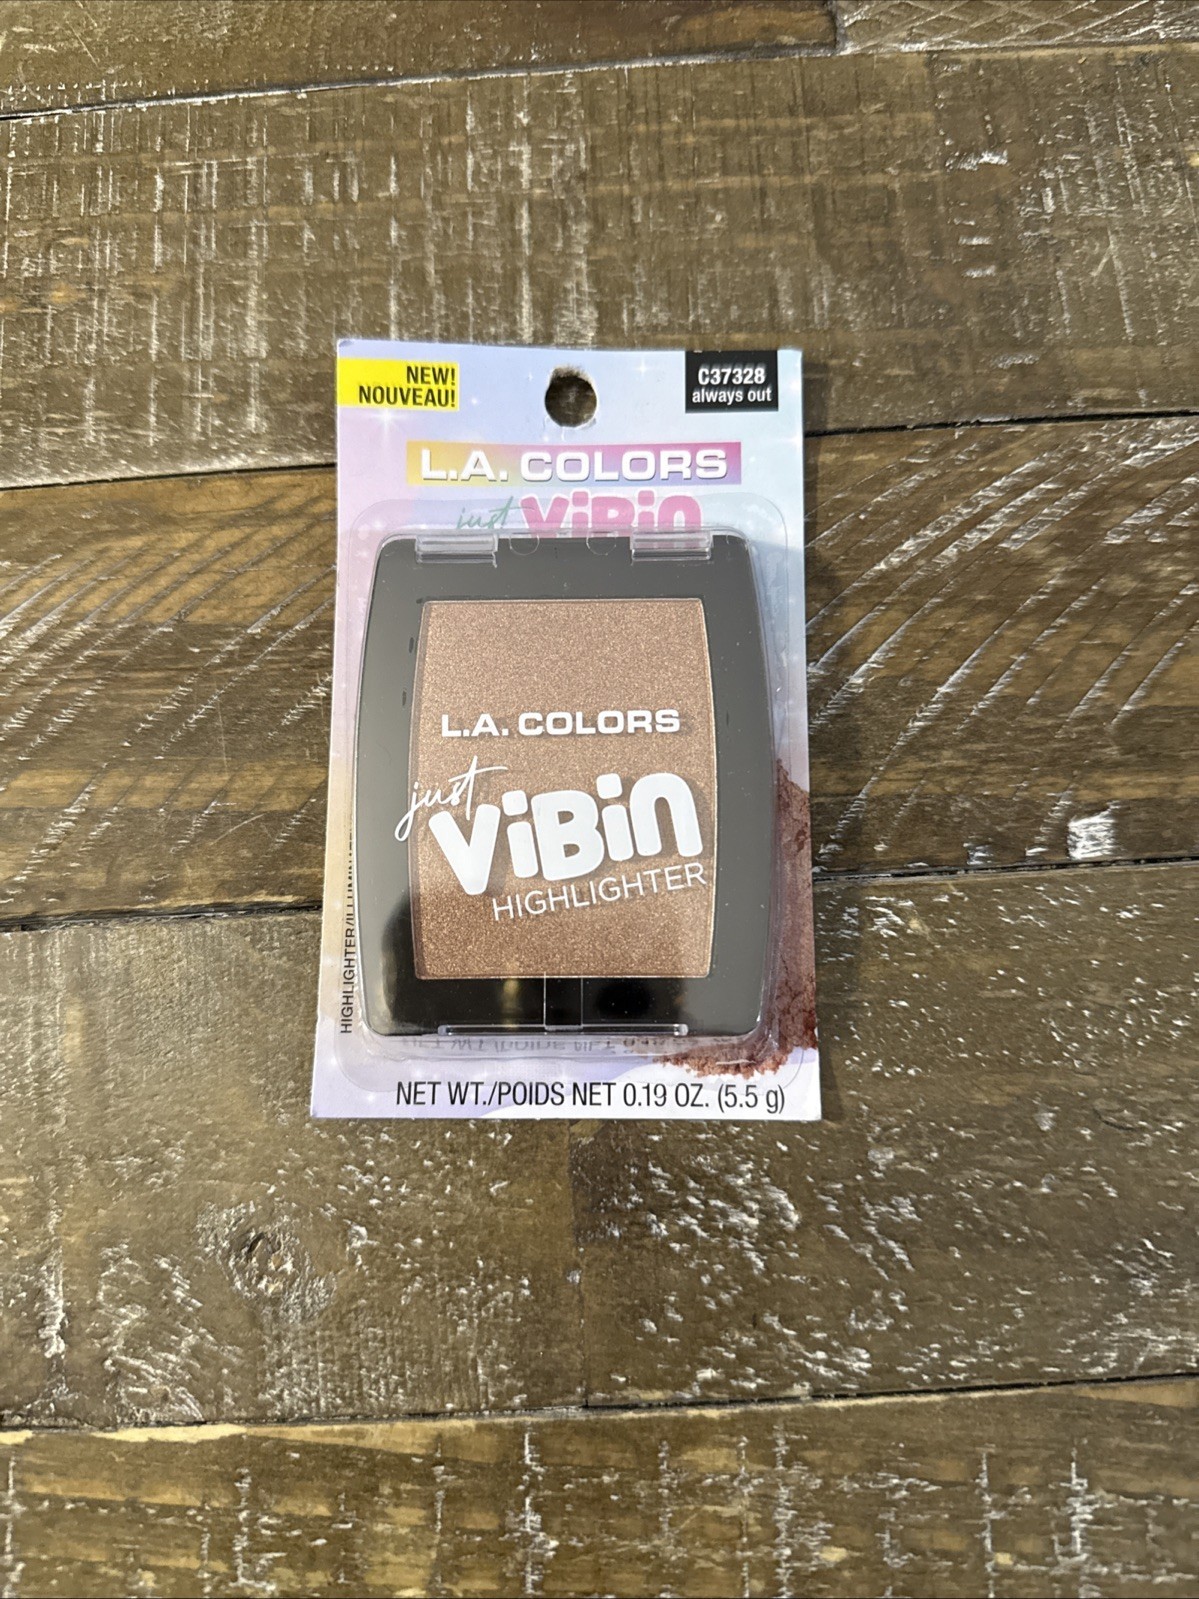 NEW!
NOUVEAU!
C37328
always out
L.A. COLORS
just ViBin
L.A. COLORS
just
ViBin
HIGHLIGHTER
HIGHLIGHTER/
NET WT./POIDS NET 0.19 OZ. (5.5 g)